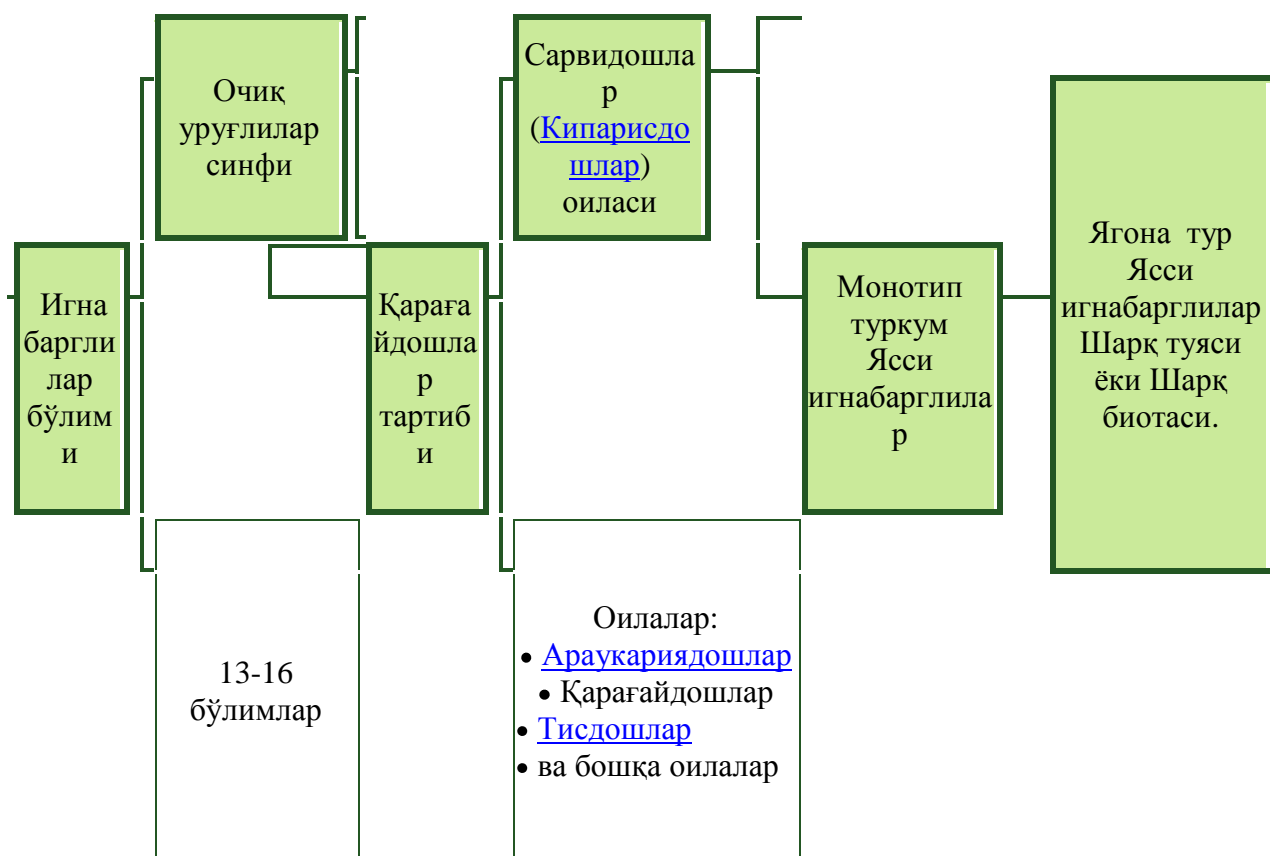 Игна
баргли
лар
бўлим
и
Очиқ
уруғлилар
синфи
13-16
бўлимлар
Қараға
йдошла
р
тартиб
и
Сарвидошла
р
(Кипарисдо
шлар)
оиласи
Оилалар:
• Араукариядошлар
• Қарағайдошлар
• Тисдошлар
• ва бошқа оилалар
Монотип
туркум
Ясси
игнабарглила
р
Ягона тур
Ясси
игнабарглилар
Шарқ туяси
ёки Шарқ
биотаси.